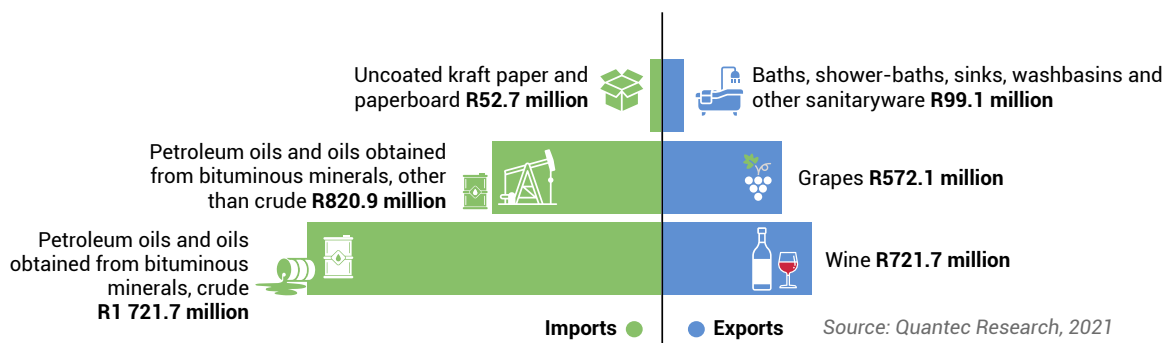 Uncoated kraft paper and
paperboard R52.7 million
Baths, shower-baths, sinks, washbasins and
other sanitaryware R99.1 million
Petroleum oils and oils obtained
from bituminous minerals, other
than crude R820.9 million
Grapes R572.1 million
Petroleum oils and oils
obtained from bituminous
minerals, crude
R1 721.7 million
Wine R721.7 million
Imports
Exports
Source: Quantec Research, 2021